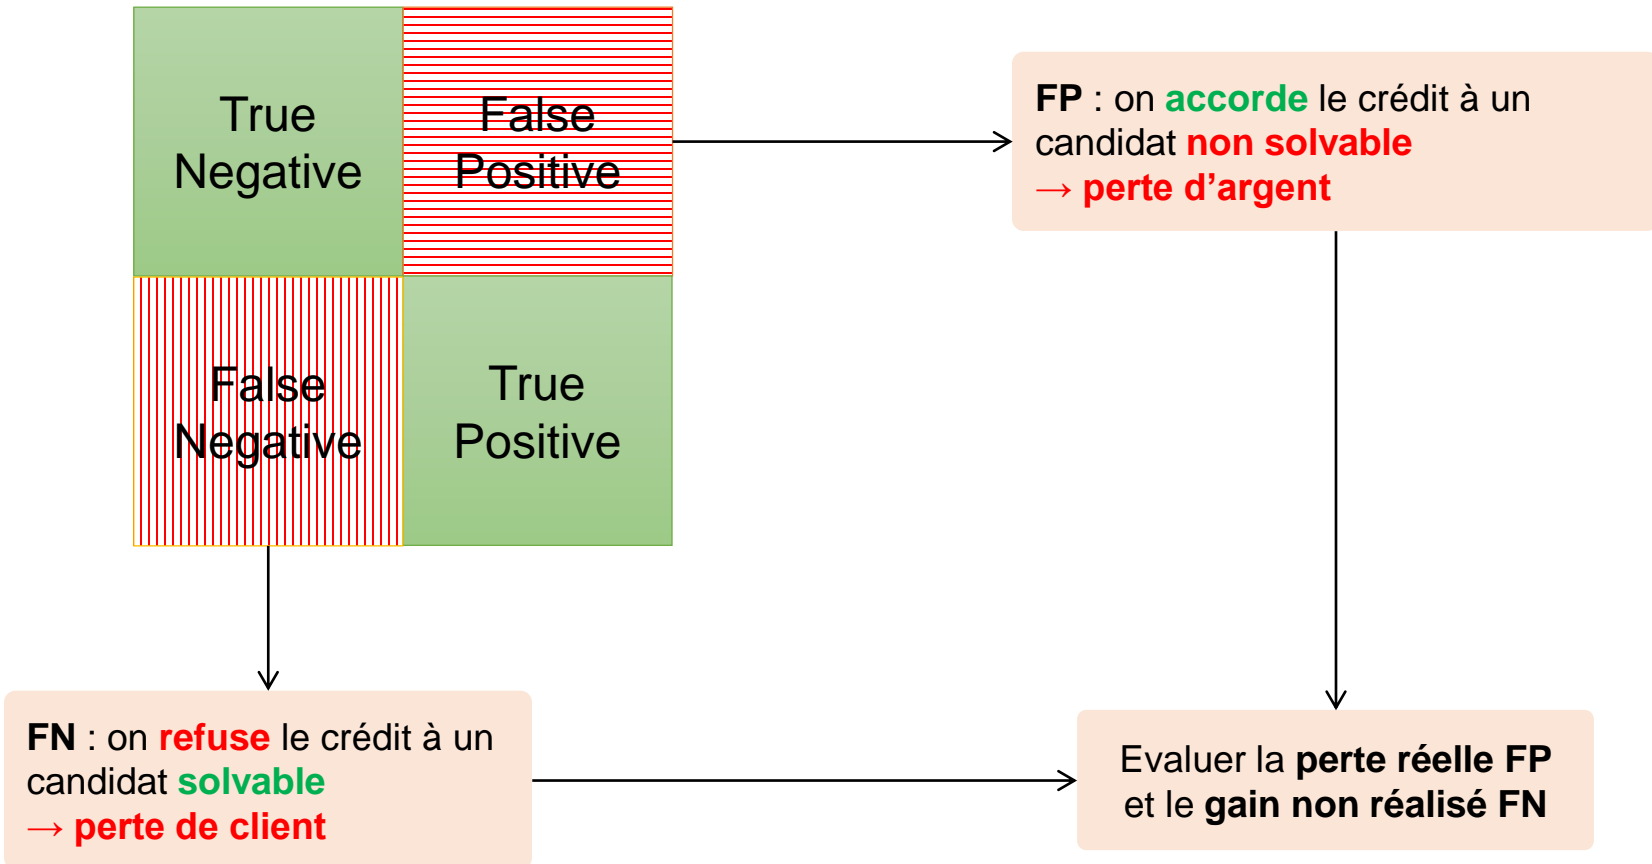 True
Negative
False
Positive
False
Negative
True
Positive
FP : on accorde le crédit à un
candidat non solvable
→ perte d’argent
FN : on refuse le crédit à un
candidat solvable
→ perte de client
Evaluer la perte réelle FP
et le gain non réalisé FN